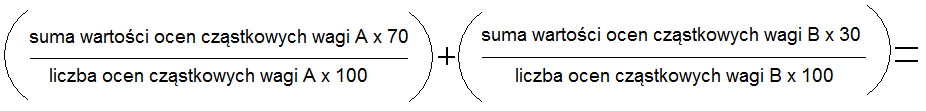 ( suma wartości ocen cząstkowych wagi A x 70 / liczba ocen cząstkowych wagi A x 100 ) + ( suma wartości ocen cząstkowych wagi B x 30 / liczba ocen cząstkowych wagi B x 100 ) =